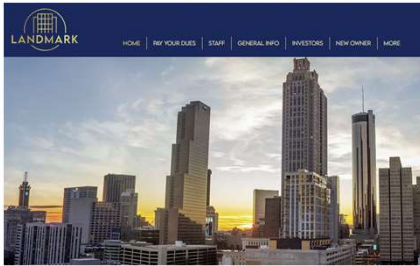 LANDMARK
HOME | PAY YOUR DUES | STAFF | GENERAL INFO | INVESTORS | NEW OWNER | MORE